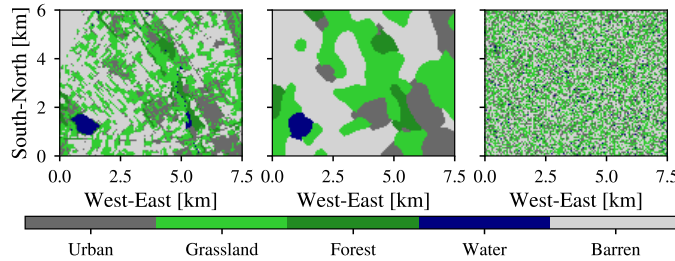 South-North [km]
6
4
2
0
0.0 2.5 5.0 7.5 0.0 2.5 5.0 7.5 0.0 2.5 5.0 7.5
West-East [km] West-East [km] West-East [km]
Urban Grassland Forest Water Barren